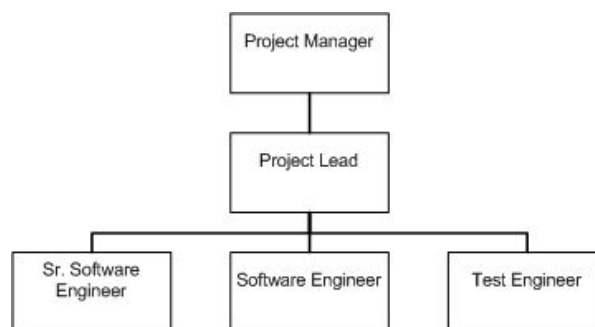 Project Manager
Project Lead
Sr. Software
Engineer
Software Engineer
Test Engineer